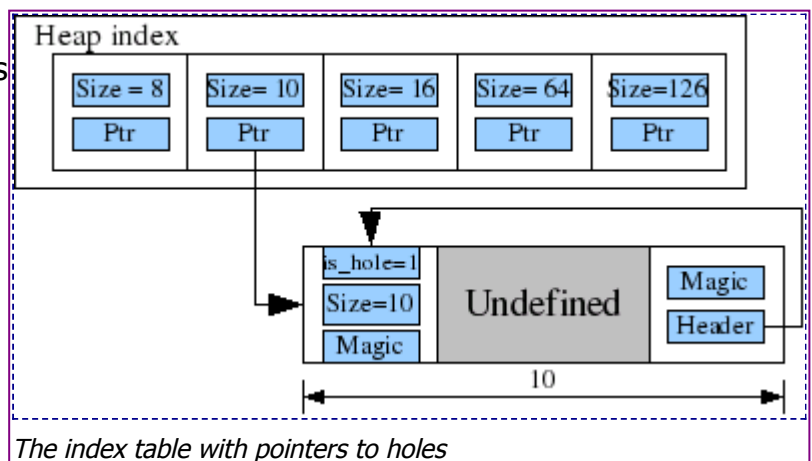 Heap index
s
Size = 8
Size= 10
Size= 16
Size= 64
Size=126
Ptr
Ptr
Ptr
Ptr
Ptr
is_hole=1
Size=10
Magic
Undefined
Magic
Header
10
The index table with pointers to holes